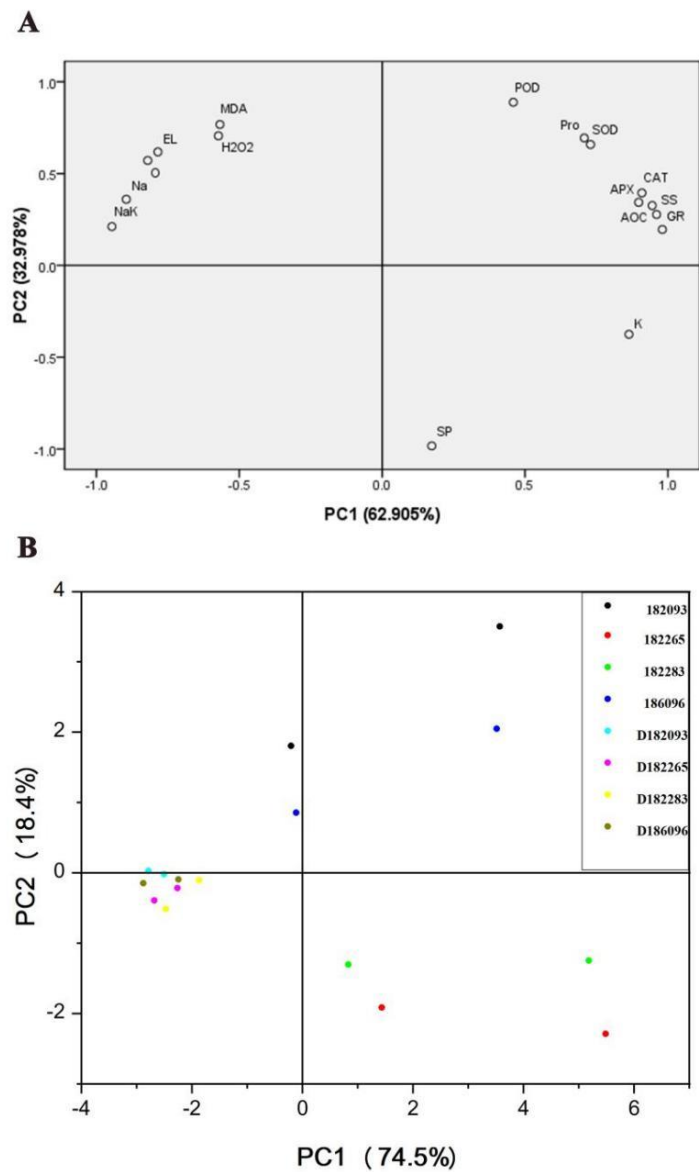 A
1.0
0.5
0.0
-0.5
-1.0
PC2 (32.978%)
POD
MDA
Pro
SOD
EL
H2O2
CAT
Na
APX
SS
NaK
AOC
GR
K
SP
-1.0 -0.5 0.0 0.5 1.0
PC1 (62.905%)
B
4
2
0
-2
PC2 (18.4%)
182093
182265
182283
186096
D182093
D182265
D182283
D186096
-4 -2 0 2 4 6
PC1 (74.5%)